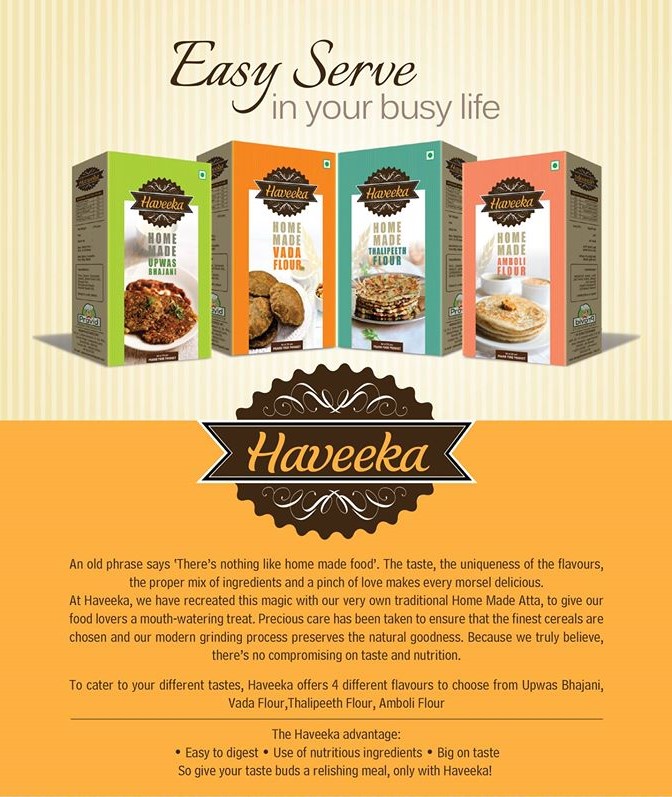 Easy Serve
in your busy life
Haveeka
HOME
MADE
UPWAS
BHAJANI
Haveeka
HOME
MADE
VADA
FLOUR
Haveeka
HOME
MADE
THALIPEETH
FLOUR
Haveeka
HOME
MADE
AMBOLI
FLOUR
Haveeka
An old phrase says ‘There’s nothing like home made food’. The taste, the uniqueness of the flavours,
the proper mix of ingredients and a pinch of love makes every morsel delicious.
At Haveeka, we have recreated this magic with our very own traditional Home Made Atta, to give our
food lovers a mouth-watering treat. Precious care has been taken to ensure that the finest cereals are
chosen and our modern grinding process preserves the natural goodness. Because we truly believe,
there’s no compromising on taste and nutrition.
To cater to your different tastes, Haveeka offers 4 different flavours to choose from Upwas Bhajani,
Vada Flour,Thalipeeth Flour, Amboli Flour
The Haveeka advantage:
• Easy to digest • Use of nutritious ingredients • Big on taste
So give your taste buds a relishing meal, only with Haveeka!